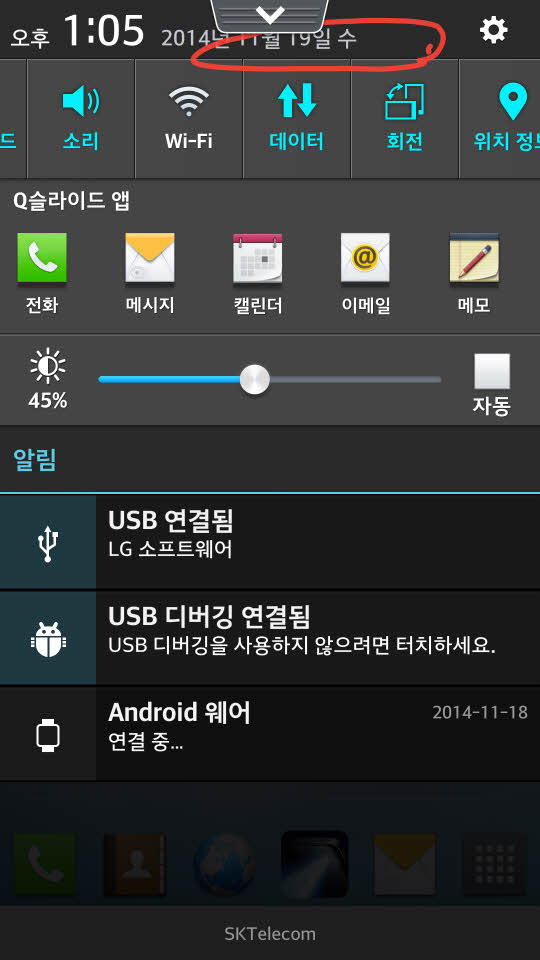 오후 1:05 2014년 11월 19일 수
드 소리 Wi-Fi 데이터 회전 위치 정보
Q슬라이드 앱
전화 메시지 캘린더 이메일 메모
45% 자동
알림
USB 연결됨
LG 소프트웨어
USB 디버깅 연결됨
USB 디버깅을 사용하지 않으려면 터치하세요.
Android 웨어 2014-11-18
연결 중...
SKTelecom